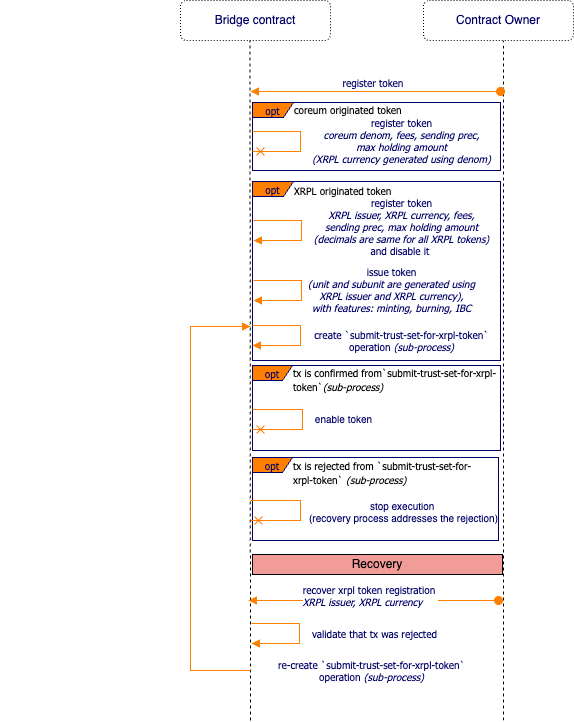 Bridge contract
Contract Owner
register token
opt
coreum originated token
register token
coreum denom, fees, sending prec,
max holding amount
(XRPL currency generated using denom)
opt
XRPL originated token
register token
XRPL issuer, XRPL currency, fees,
sending prec, max holding amount
(decimals are same for all XRPL tokens)
and disable it
issue token
(unit and subunit are generated using
XRPL issuer and XRPL currency),
with features: minting, burning, IBC
create `submit-trust-set-for-xrpl-token`
operation (sub-process)
opt
tx is confirmed from`submit-trust-set-for-xrpl-
token`(sub-process)
enable token
opt
tx is rejected from `submit-trust-set-for-
xrpl-token` (sub-process)
stop execution
(recovery process addresses the rejection)
Recovery
recover xrpl token registration
XRPL issuer, XRPL currency
validate that tx was rejected
re-create `submit-trust-set-for-xrpl-token`
operation (sub-process)